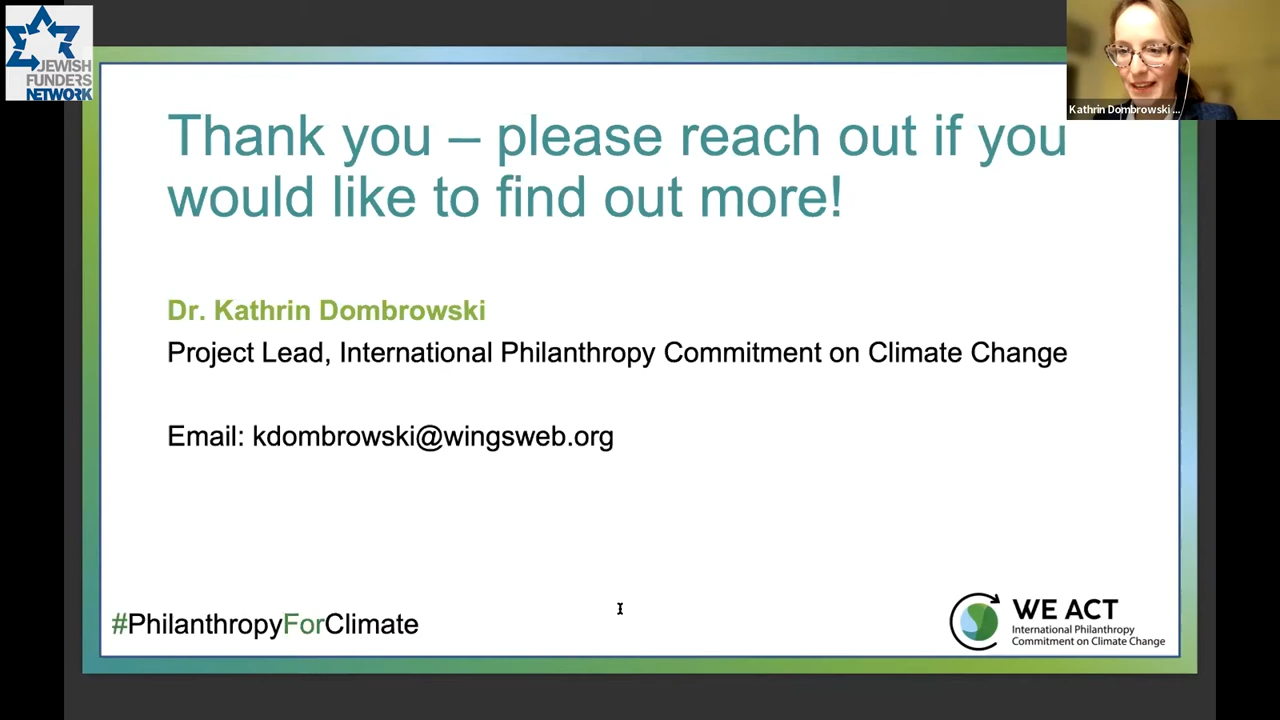 JEWISH
FUNDERS
NETWORK
Kathrin Dombrowski ...
Thank you – please reach out if you
would like to find out more!
Dr. Kathrin Dombrowski
Project Lead, International Philanthropy Commitment on Climate Change
Email: kdombrowski@wingsweb.org
#PhilanthropyForClimate
WE ACT
International Philanthropy
Commitment on Climate Change